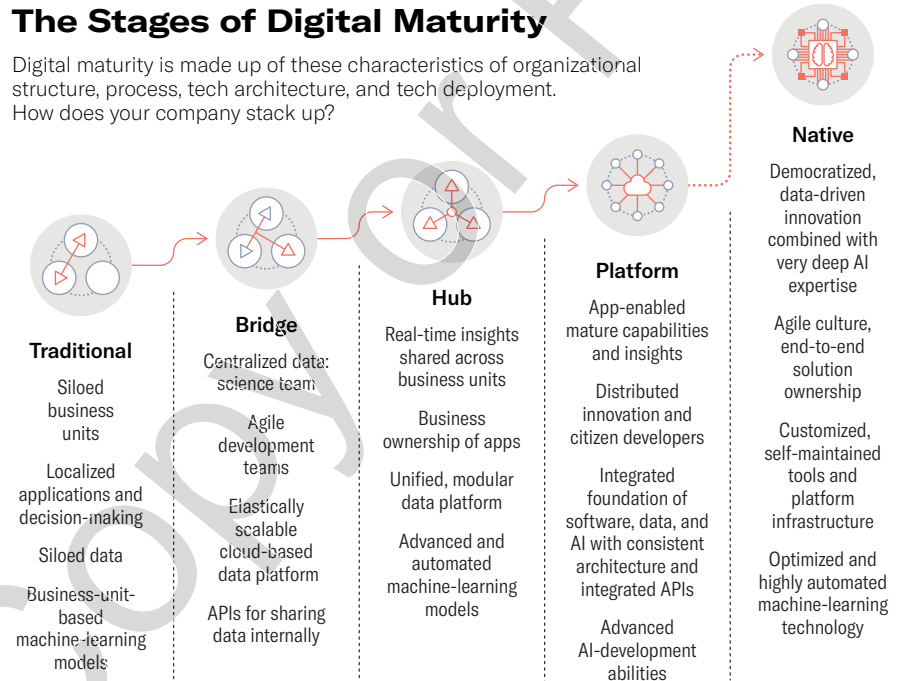 The Stages of Digital Maturity
Digital maturity is made up of these characteristics of organizational
structure, process, tech architecture, and tech deployment.
How does your company stack up?
Traditional
Siloed
business
units
Localized
applications and
decision-making
Siloed data
Business-unit-
based
machine-learning
models
Bridge
Centralized data:
science team
Agile
development
teams
Elastically
scalable
cloud-based
data platform
APIs for sharing
data internally
Hub
Real-time insights
shared across
business units
Business
ownership of apps
Unified, modular
data platform
Advanced and
automated
machine-learning
models
Platform
App-enabled
mature capabilities
and insights
Distributed
innovation and
citizen developers
Integrated
foundation of
software, data, and
AI with consistent
architecture and
integrated APIs
Advanced
AI-development
abilities
Native
Democratized,
data-driven
innovation
combined with
very deep AI
expertise
Agile culture,
end-to-end
solution
ownership
Customized,
self-maintained
tools and
platform
infrastructure
Optimized and
highly automated
machine-learning
technology
Copy or